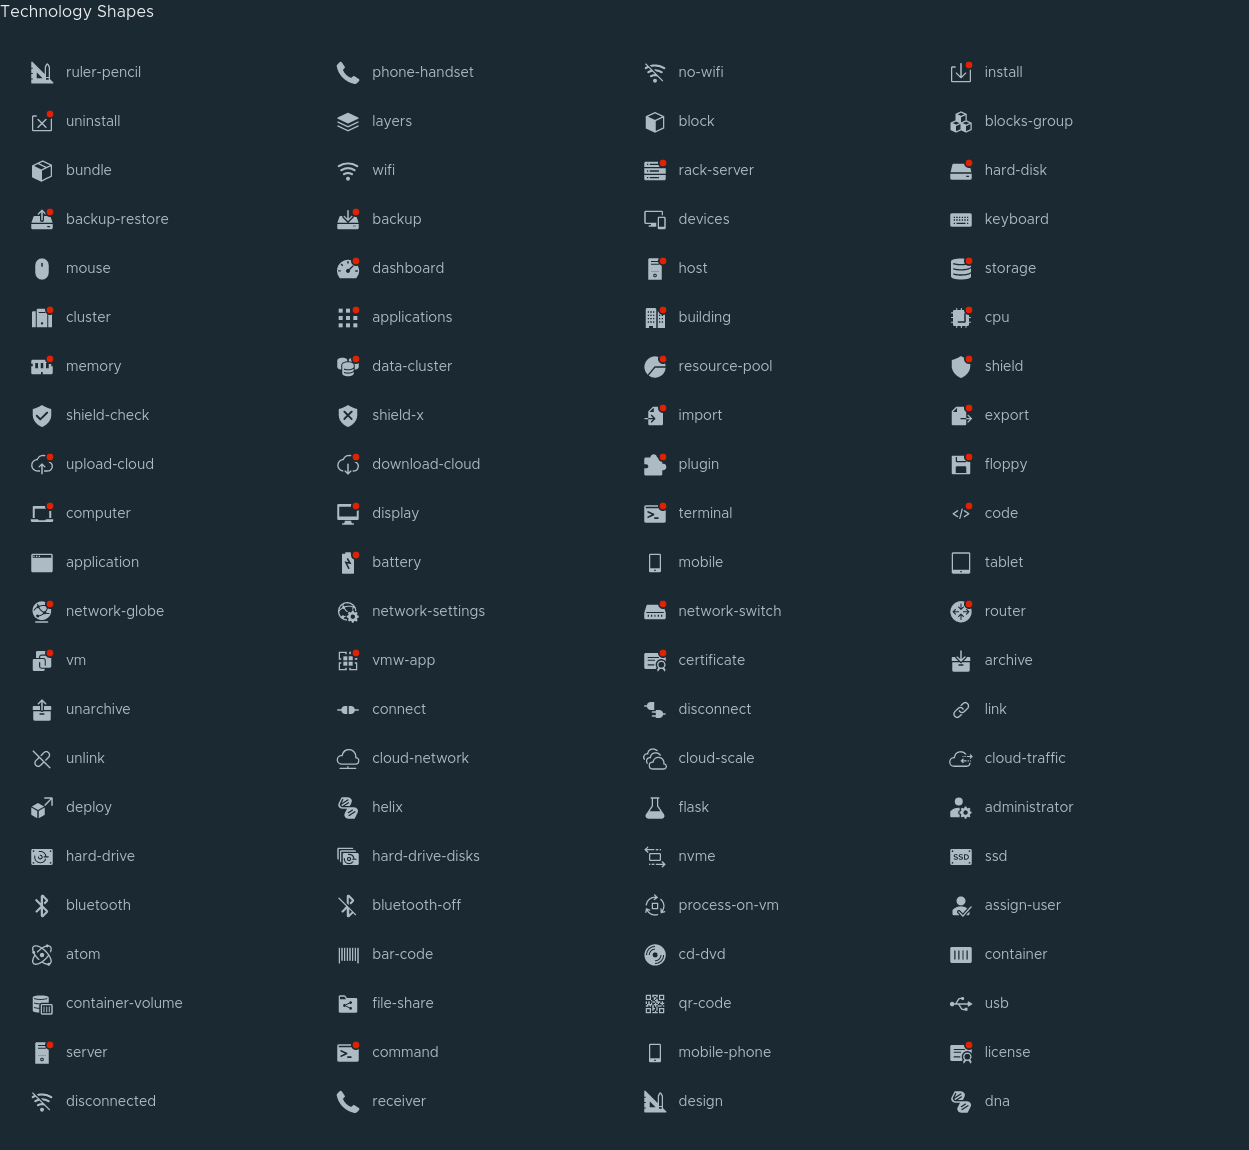 Technology Shapes
ruler-pencil phone-handset no-wifi install
uninstall layers block blocks-group
bundle wifi rack-server hard-disk
backup-restore backup devices keyboard
mouse dashboard host storage
cluster applications building cpu
memory data-cluster resource-pool shield
shield-check shield-x import export
upload-cloud download-cloud plugin floppy
computer display terminal code
application battery mobile tablet
network-globe network-settings network-switch router
vm vmw-app certificate archive
unarchive connect disconnect link
unlink cloud-network cloud-scale cloud-traffic
deploy helix flask administrator
hard-drive hard-drive-disks nvme SSD ssd
bluetooth bluetooth-off process-on-vm assign-user
atom bar-code cd-dvd container
container-volume file-share qr-code usb
server command mobile-phone license
disconnected receiver design dna